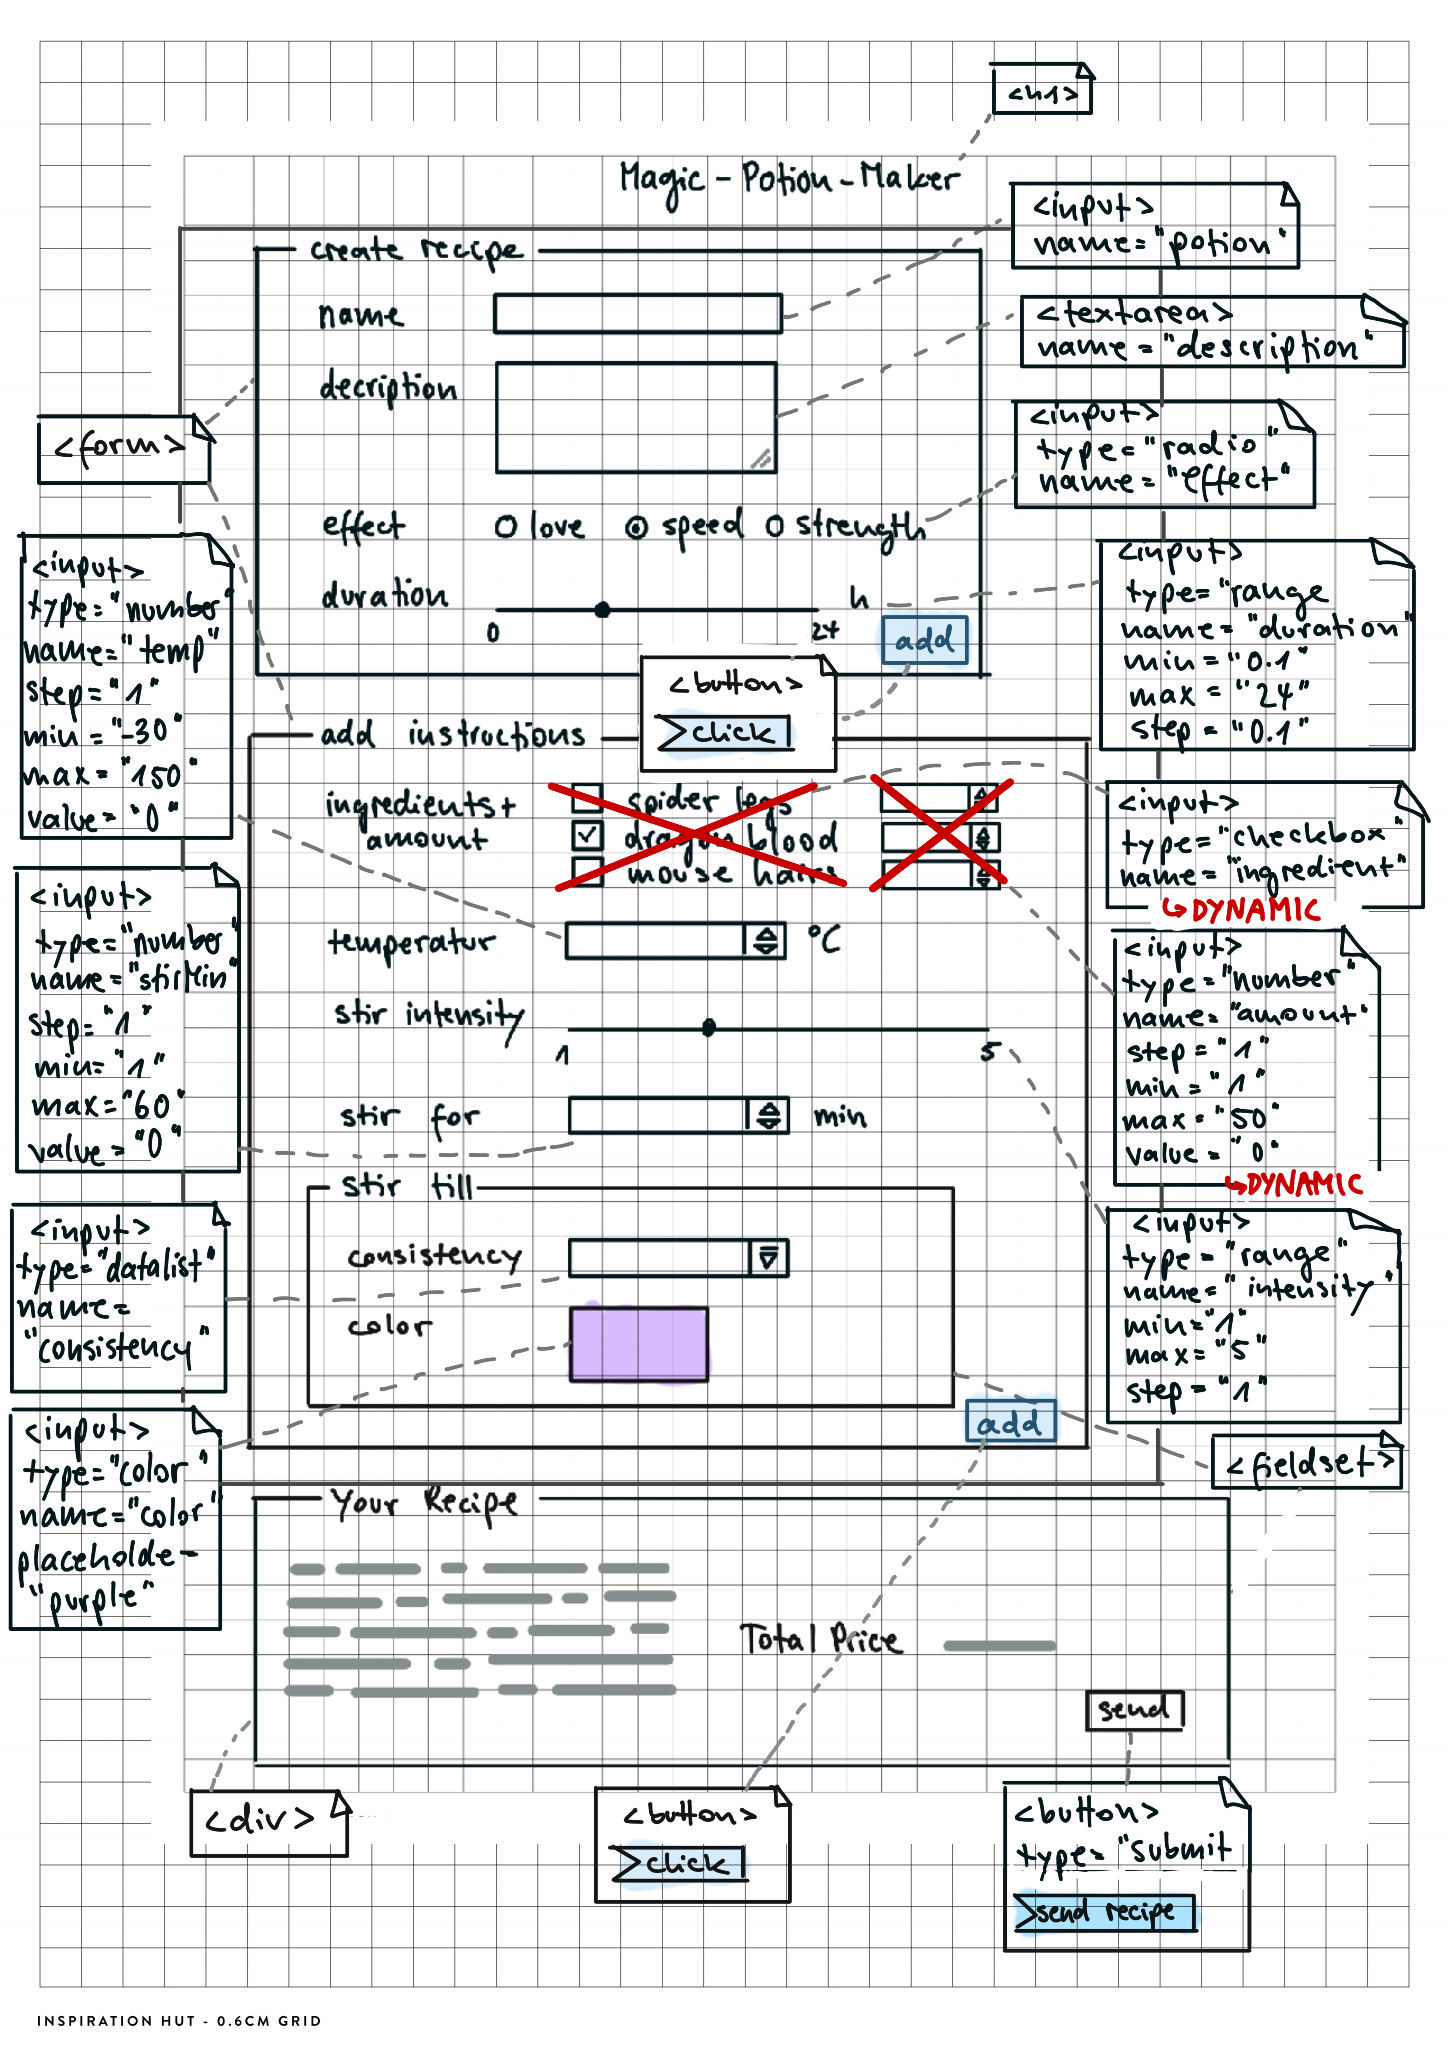 <h1>
Magic-Potion-Maker
<input>
name="potion"
create recipe
name
<textarea>
name="description"
decription
<form>
<input>
type="radio"
name="effect"
effect
love
speed
strength
<input>
type="number"
name="temp"
step="1"
min="-30"
max="150"
value="0"
<input>
type="range
name="duration"
min="0.1"
max="24"
step="0.1"
duration
h
0
24
add
<button>
click
add instructions
ingredients+
amount
spider legs
dragon blood
mouse hairs
<input>
type="checkbox"
name="ingredient"
↳DYNAMIC
<input>
type="number"
name="stirMin"
step="1"
min="1"
max="60"
value="0"
temperatur
°C
<input>
type="number"
name="amount"
step="1"
min="1"
max="50"
value="0"
↳DYNAMIC
stir intensity
1
5
stir for
min
stir till
consistency
color
<input>
type="datalist"
name=
"consistency"
<input>
type="range"
name="intensity"
min="1"
max="5"
step="1"
add
<fieldset>
<input>
type="color"
name="color"
placeholde-
"purple"
Your Recipe
Total Price
send
<div>
<button>
click
<button>
type="submit
send recipe
INSPIRATION HUT - 0.6CM GRID